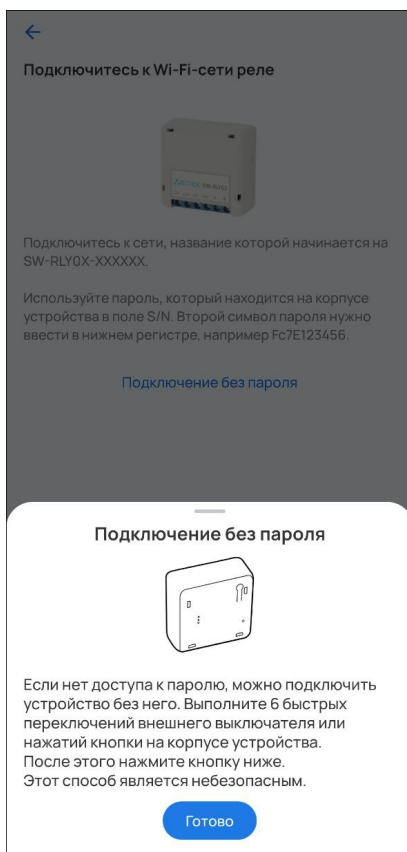 Подключитесь к Wi-Fi-сети реле
Подключитесь к сети, название которой начинается на
SW-RLY0X-XXXXXX.
Используйте пароль, который находится на корпусе
устройства в поле S/N. Второй символ пароля нужно
ввести в нижнем регистре, например Fc7E123456.
Подключение без пароля
Подключение без пароля
Если нет доступа к паролю, можно подключить
устройство без него. Выполните 6 быстрых
переключений внешнего выключателя или
нажатий кнопки на корпусе устройства.
После этого нажмите кнопку ниже.
Этот способ является небезопасным.
Готово